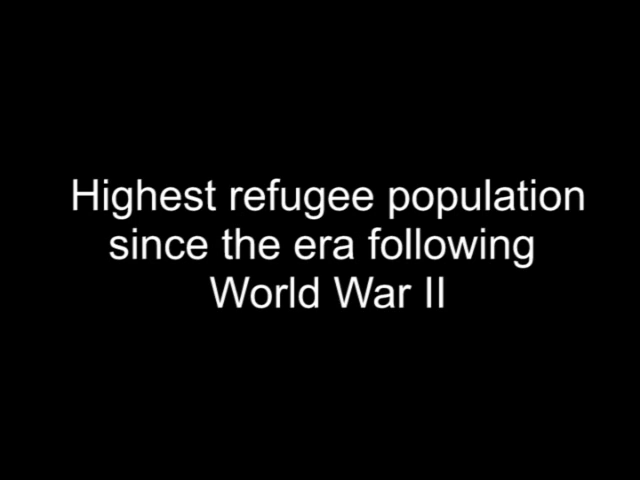 Highest refugee population
since the era following
World War II